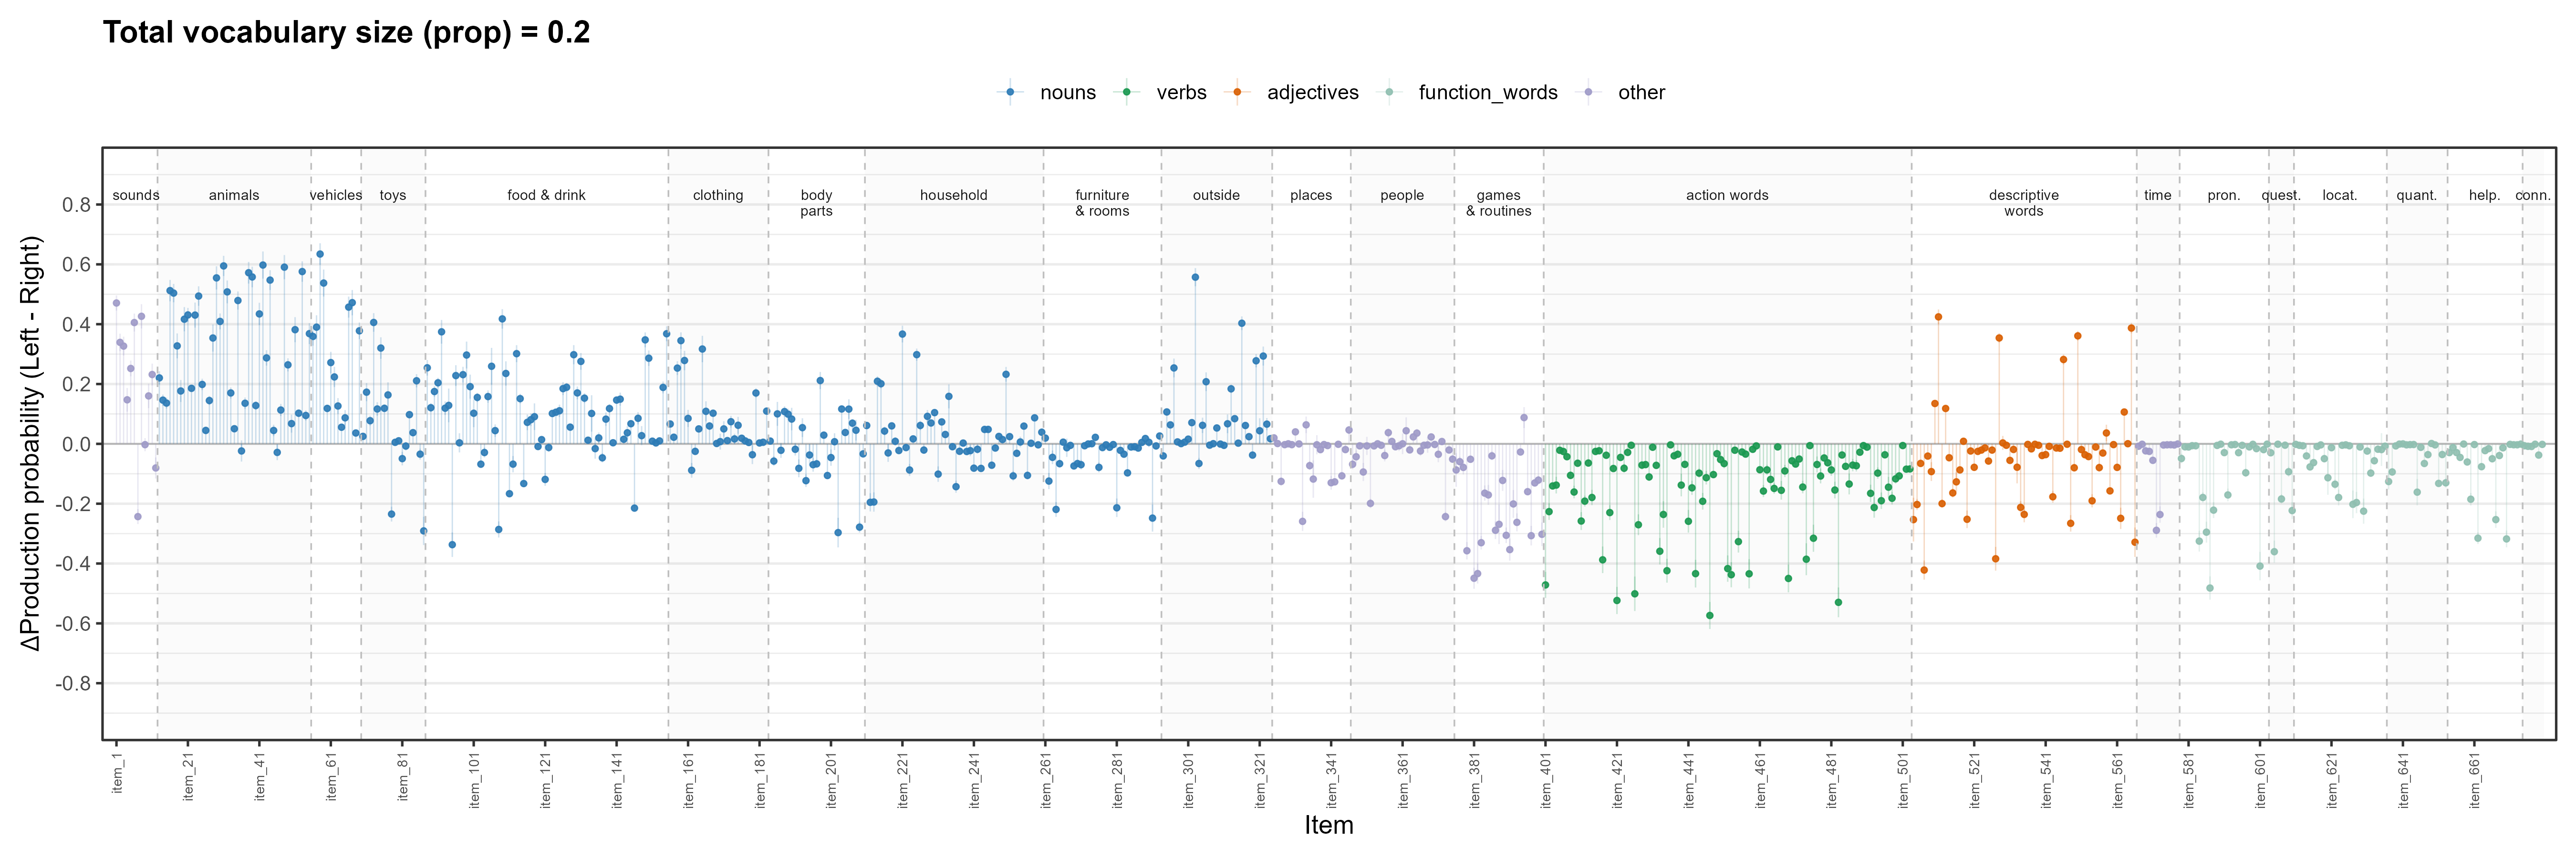 Total vocabulary size (prop) = 0.2
nouns verbs adjectives function_words other
sounds animals vehicles toys food & drink clothing body parts household furniture & rooms outside places people games & routines action words descriptive words time pron. quest. locat. quant. help. conn.
ΔProduction probability (Left - Right)
0.8
0.6
0.4
0.2
0.0
-0.2
-0.4
-0.6
-0.8
item_1 item_21 item_41 item_61 item_81 item_101 item_121 item_141 item_161 item_181 item_201 item_221 item_241 item_261 item_281 item_301 item_321 item_341 item_361 item_381 item_401 item_421 item_441 item_461 item_481 item_501 item_521 item_541 item_561 item_581 item_601 item_621 item_641 item_661
Item